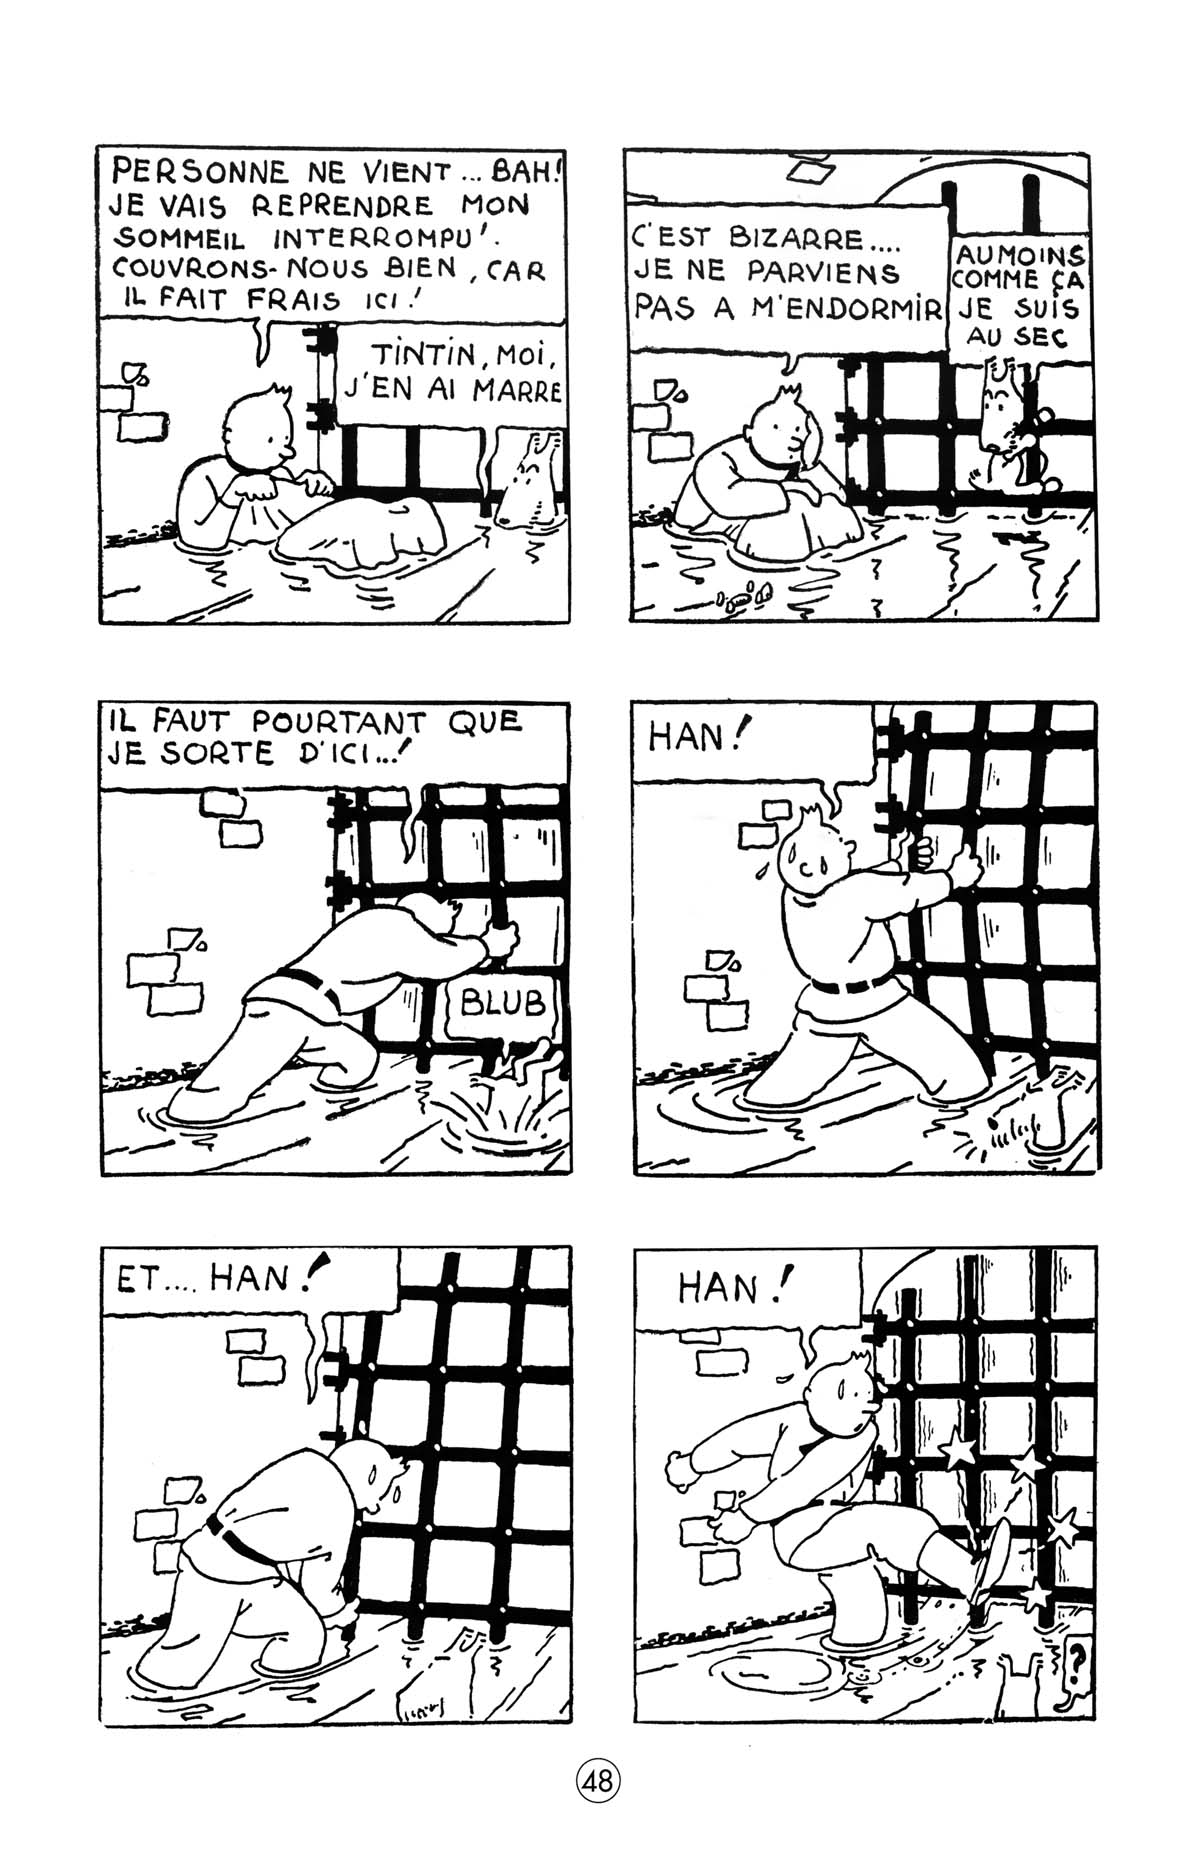 PERSONNE NE VIENT... BAH!
JE VAIS REPRENDRE MON
SOMMEIL INTERROMPU'.
COUVRONS-NOUS BIEN, CAR
IL FAIT FRAIS ICI!
TINTIN, MOI,
J'EN AI MARRE
C'EST BIZARRE....
JE NE PARVIENS
PAS A M'ENDORMIR
AU MOINS
COMME ÇA
JE SUIS
AU SEC
IL FAUT POURTANT QUE
JE SORTE D'ICI...!
BLUB
HAN!
ET.... HAN!
HAN!
?
48